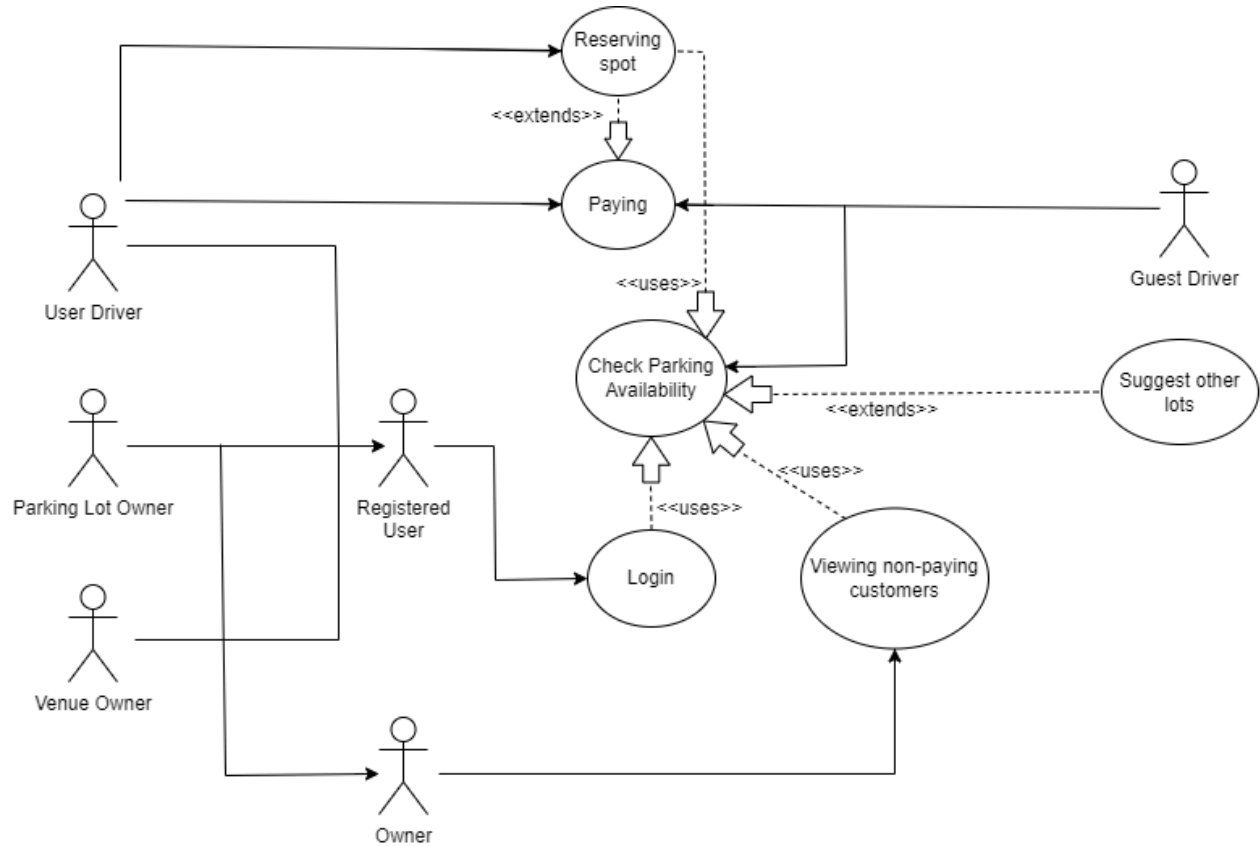 Reserving
spot
<<extends>>
Paying
User Driver
Guest Driver
<<uses>>
Check Parking
Availability
Suggest other
lots
<<extends>>
<<uses>>
Parking Lot Owner
Registered
User
<<uses>>
Login
Viewing non-paying
customers
Venue Owner
Owner